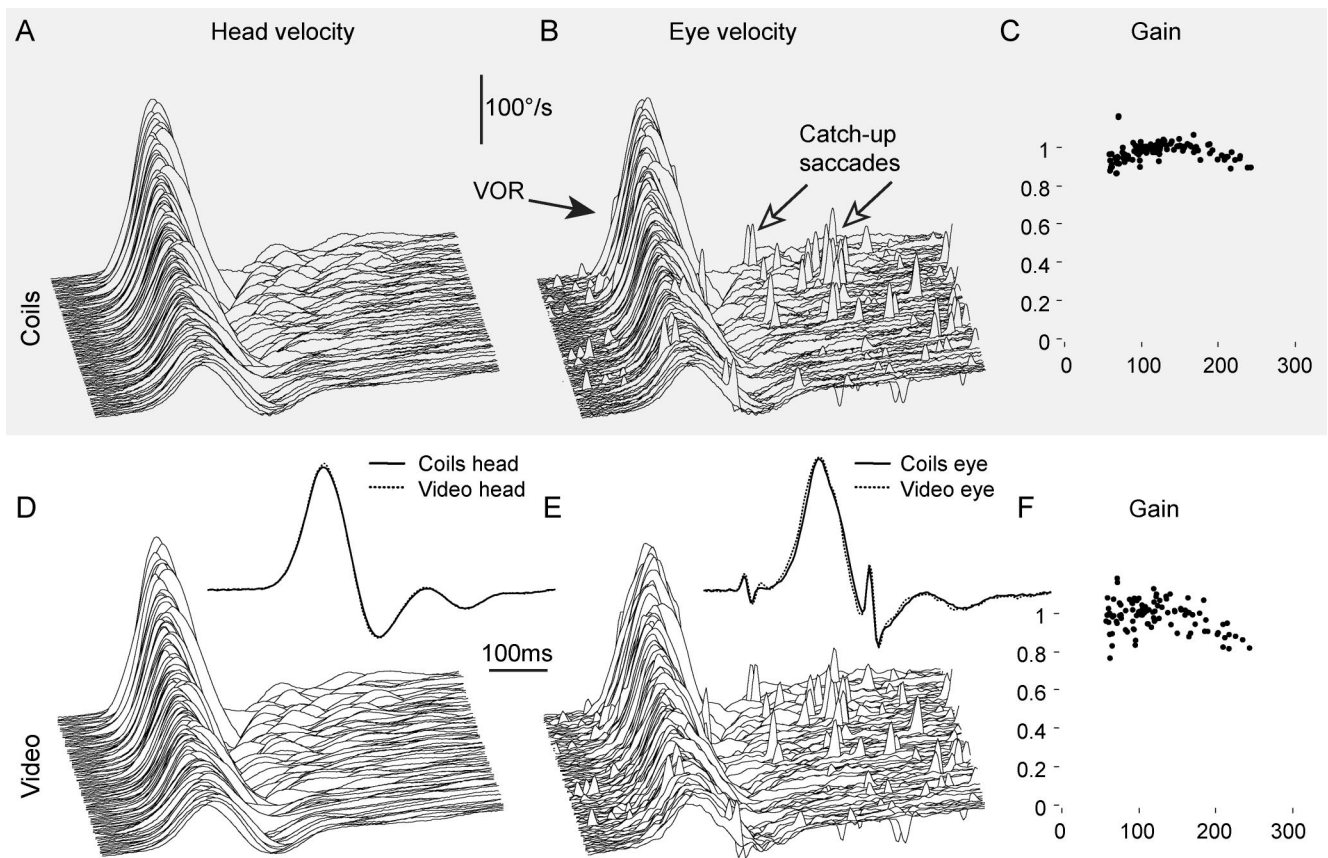 A
Head velocity
B
Eye velocity
C
Gain
100°/s
Catch-up
saccades
VOR
Coils
1
0.8
0.6
0.4
0.2
0
0 100 200 300
D
Coils head
Video head
E
Coils eye
Video eye
F
Gain
100ms
Video
1
0.8
0.6
0.4
0.2
0
0 100 200 300